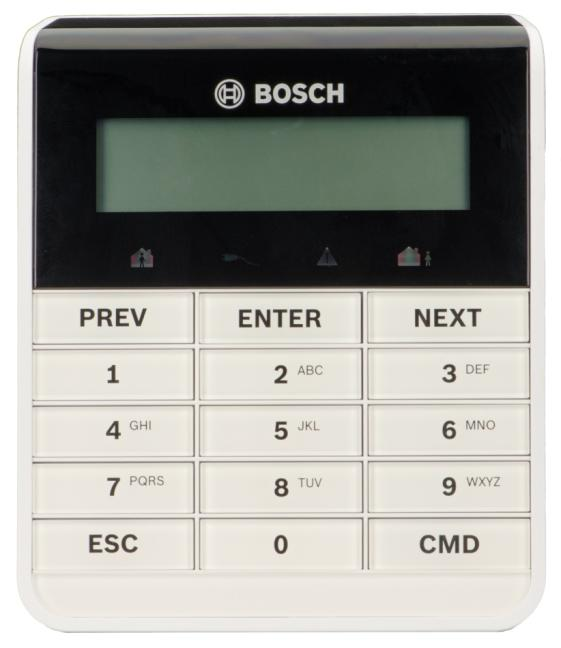 BOSCH
PREV ENTER NEXT
1 2 ABC 3 DEF
4 GHI 5 JKL 6 MNO
7 PQRS 8 TUV 9 WXYZ
ESC 0 CMD